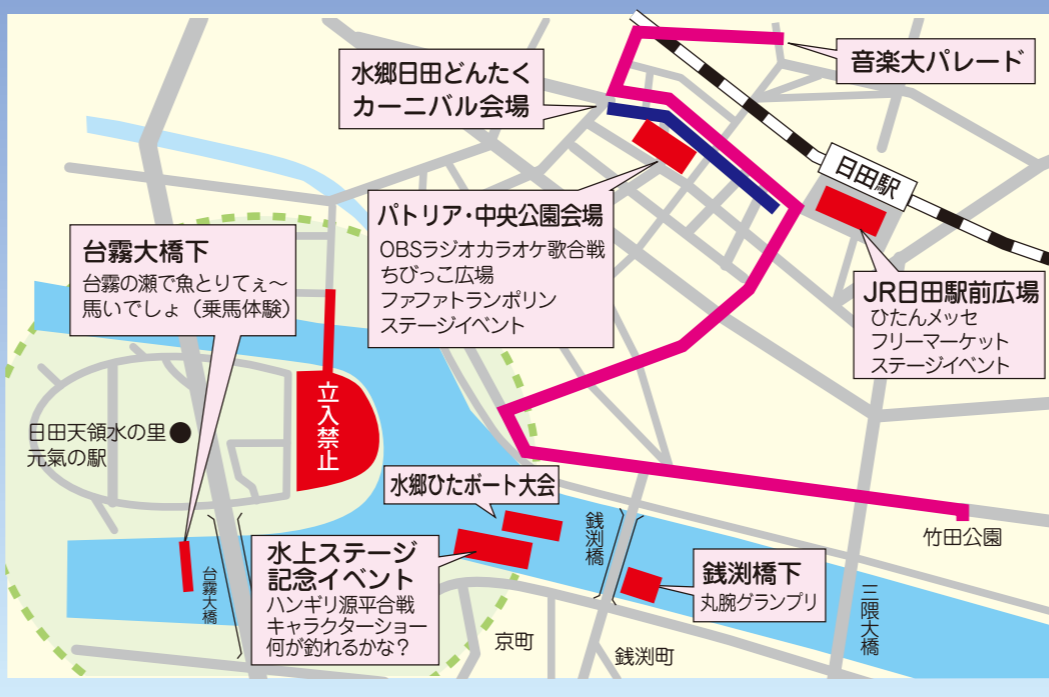 音楽大パレード
水郷日田どんたく
カーニバル会場
日田駅
パトリア・中央公園会場
OBSラジオカラオケ歌合戦
ちびっこ広場
ファファトランポリン
ステージイベント
台霧大橋下
台霧の瀬で魚とりてぇ〜
馬いでしょ（乗馬体験）
JR日田駅前広場
ひたんメッセ
フリーマーケット
ステージイベント
立入禁止
日田天領水の里
元氣の駅
水郷ひたボート大会
銭渕橋
竹田公園
水上ステージ
記念イベント
ハンギリ源平合戦
キャラクターショー
何が釣れるかな？
台霧大橋
銭渕橋下
丸腕グランプリ
三隈大橋
京町
銭渕町